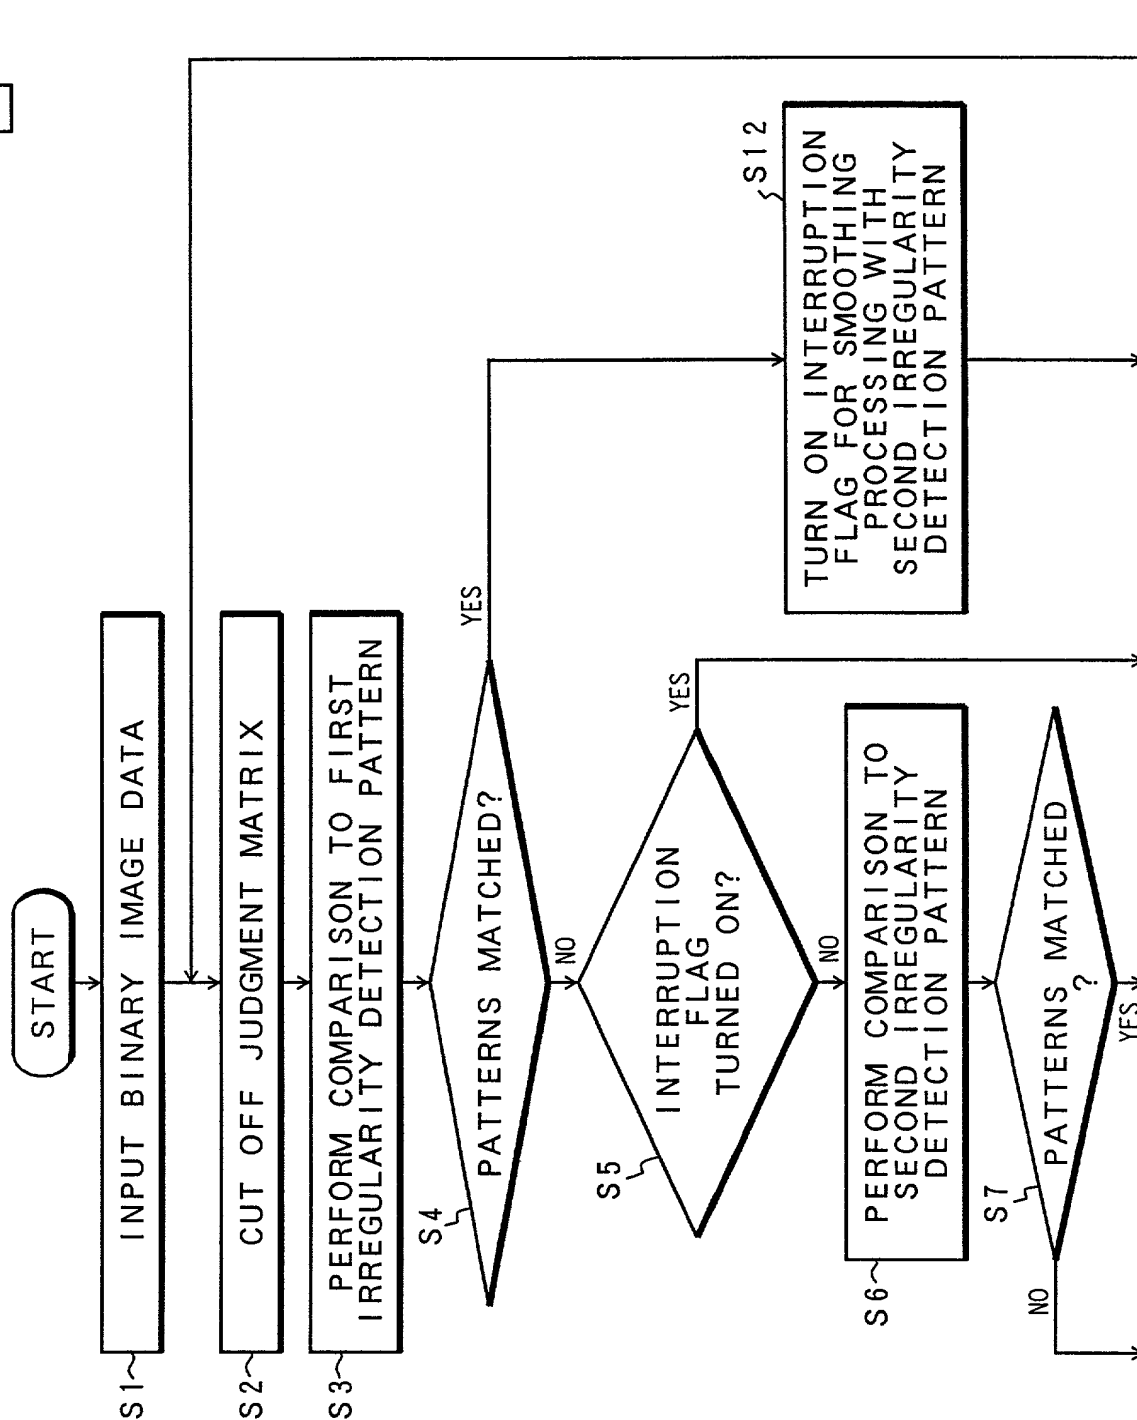 START
S1
INPUT BINARY IMAGE DATA
S2
CUT OFF JUDGMENT MATRIX
S3
PERFORM COMPARISON TO FIRST
IRREGULARITY DETECTION PATTERN
S4
PATTERNS MATCHED?
YES
NO
S5
INTERRUPTION
FLAG
TURNED ON?
YES
NO
S12
TURN ON INTERRUPTION
FLAG FOR SMOOTHING
PROCESSING WITH
SECOND IRREGULARITY
DETECTION PATTERN
S6
PERFORM COMPARISON TO
SECOND IRREGULARITY
DETECTION PATTERN
S7
PATTERNS MATCHED
?
NO
YES